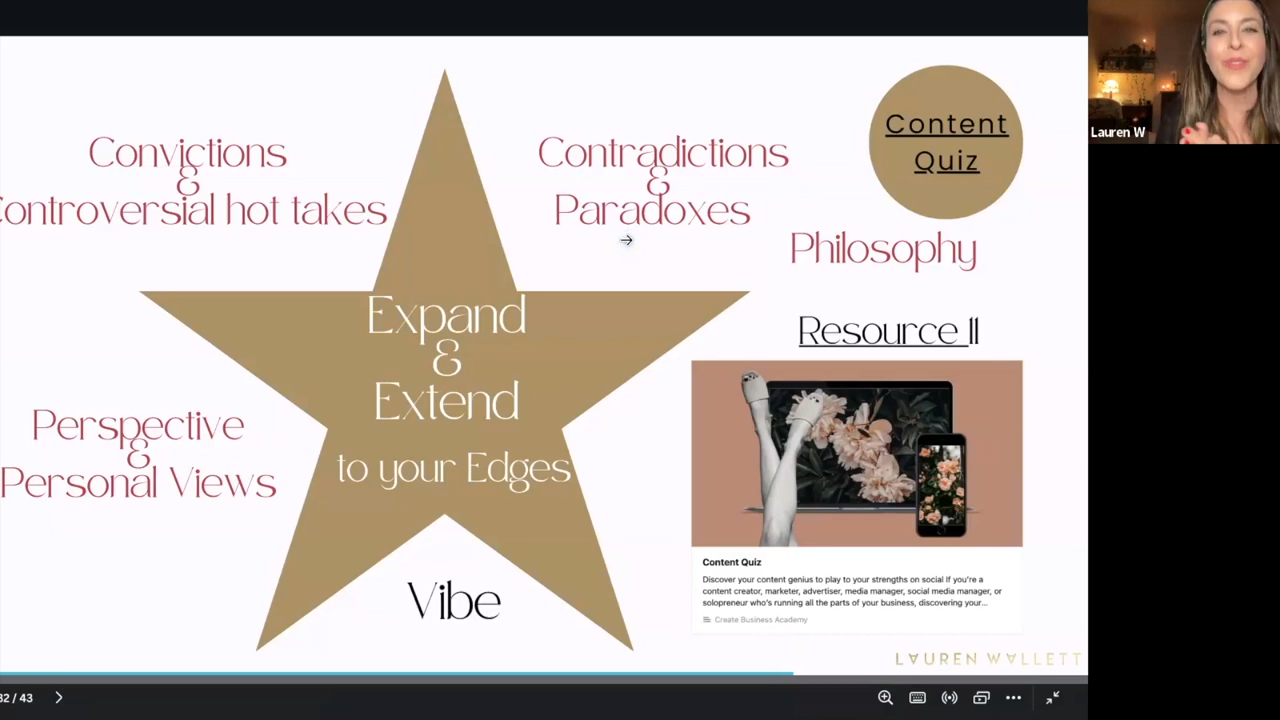 Convictions
&
Controversial hot takes
Contradictions
&
Paradoxes
Content
Quiz
Philosophy
Expand
&
Extend
to your Edges
Perspective
&
Personal Views
Vibe
Resource 11
Content Quiz
Discover your content genius to play to your strengths on social If you're a
content creator, marketer, advertiser, media manager, social media manager, or
solopreneur who's running all the parts of your business, discovering your...
Create Business Academy
LAUREN WALLETT
32 / 43
Lauren W